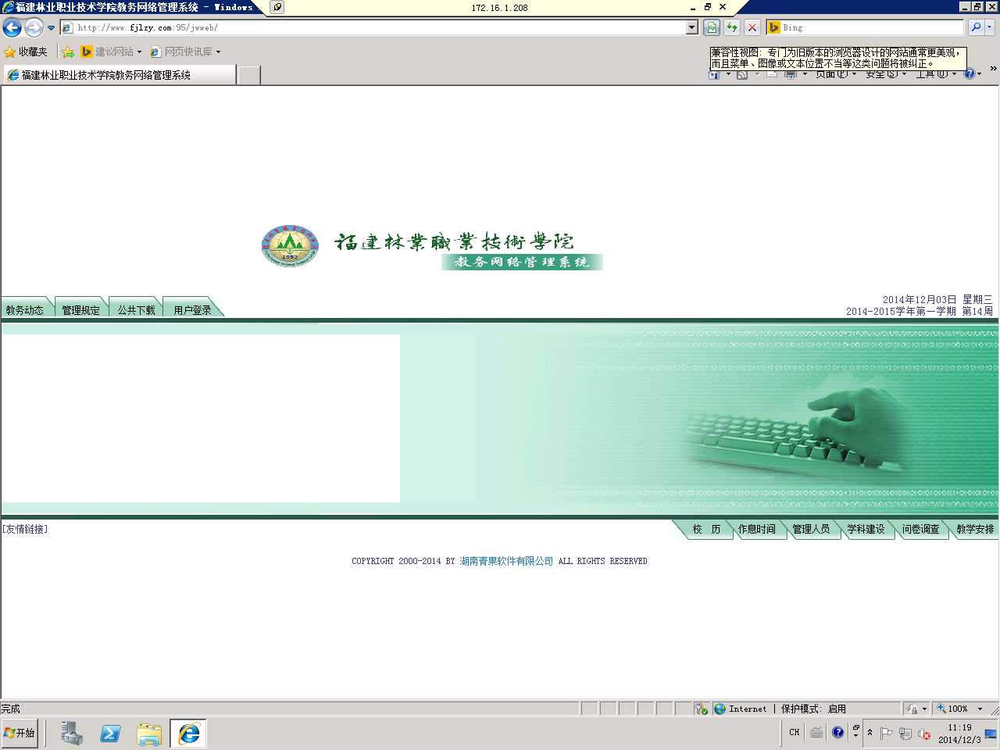 福建林业职业技术学院教务网络管理系统 - Windows
172.16.1.208
http://www.fjlzy.com:95/jwweb/
Bing
收藏夹
建议网站
网页快讯库
兼容性视图: 专门为旧版本的浏览器设计的网站通常更美观，
而且菜单、图像或文本位置不当等这类问题将被纠正。
福建林业职业技术学院教务网络管理系统
页面(P)
安全(S)
工具(O)
福建林業職業技術學院
教务网络管理系统
1953
2014年12月03日 星期三
2014-2015学年第一学期 第14周
教务动态
管理规定
公共下载
用户登录
[友情链接]
校 历
作息时间
管理人员
学科建设
问卷调查
教学安排
COPYRIGHT 2000-2014 BY 湖南青果软件有限公司 ALL RIGHTS RESERVED
完成
Internet | 保护模式: 启用
100%
开始
CH
11:19
2014/12/3